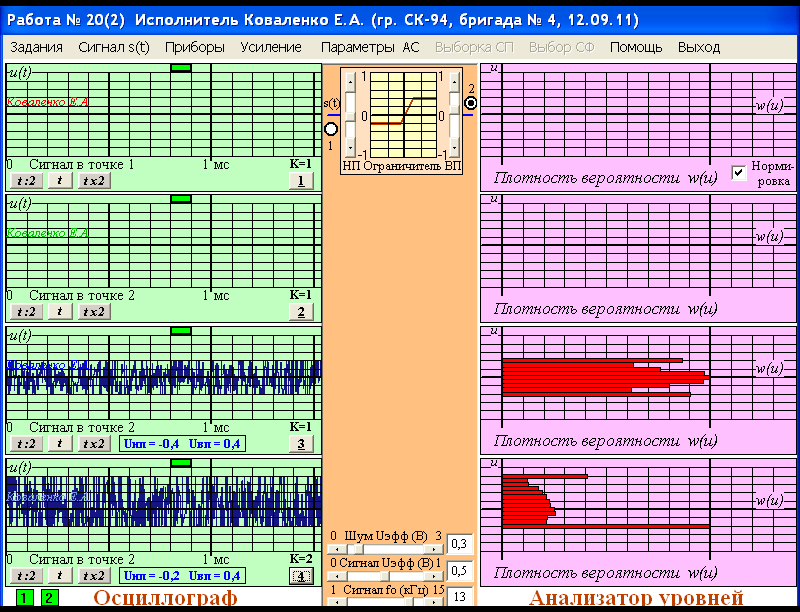 Работа № 20(2) Исполнитель Коваленко Е.А. (гр. СК-94, бригада № 4, 12.09.11)
Задания Сигнал s(t) Приборы Усиление Параметры АС Выборка СП Выбор СФ Помощь Выход
u(t)
Коваленко Е.А.
0 Сигнал в точке 1 1 мс K=1
t:2 t tx2 1
u(t)
Коваленко Е.А.
0 Сигнал в точке 2 1 мс K=1
t:2 t tx2 2
u(t)
Коваленко Е.А.
0 Сигнал в точке 2 1 мс K=1
t:2 t tx2 Uнп = -0,4 Uвп = 0,4 3
u(t)
Коваленко Е.А.
0 Сигнал в точке 2 1 мс K=2
t:2 t tx2 Uнп = -0,2 Uвп = 0,4 4
1 2 Осциллограф
s(t)
1
1 1
0 0
-1 -1
НП Ограничитель ВП
2
0 Шум Uэфф (В) 3
0,3
0 Сигнал Uэфф (В) 1
0,5
1 Сигнал fo (кГц) 15
13
u
w(u)
Плотность вероятности w(u)
Норми-
ровка
u
w(u)
Плотность вероятности w(u)
u
w(u)
Плотность вероятности w(u)
u
w(u)
Плотность вероятности w(u)
Анализатор уровней